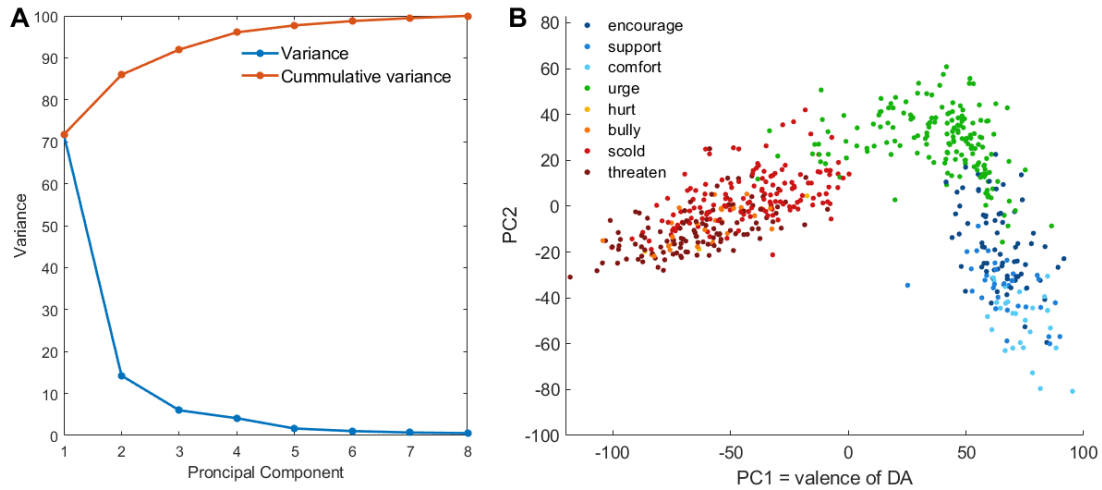 A
100
90
80
70
60
50
40
30
20
10
0
Variance
Variance
Cummulative variance
1 2 3 4 5 6 7 8
Proncipal Component
B
80
60
40
20
0
-20
-40
-60
-80
-100
PC2
encourage
support
comfort
urge
hurt
bully
scold
threaten
-100 -50 0 50 100
PC1 = valence of DA